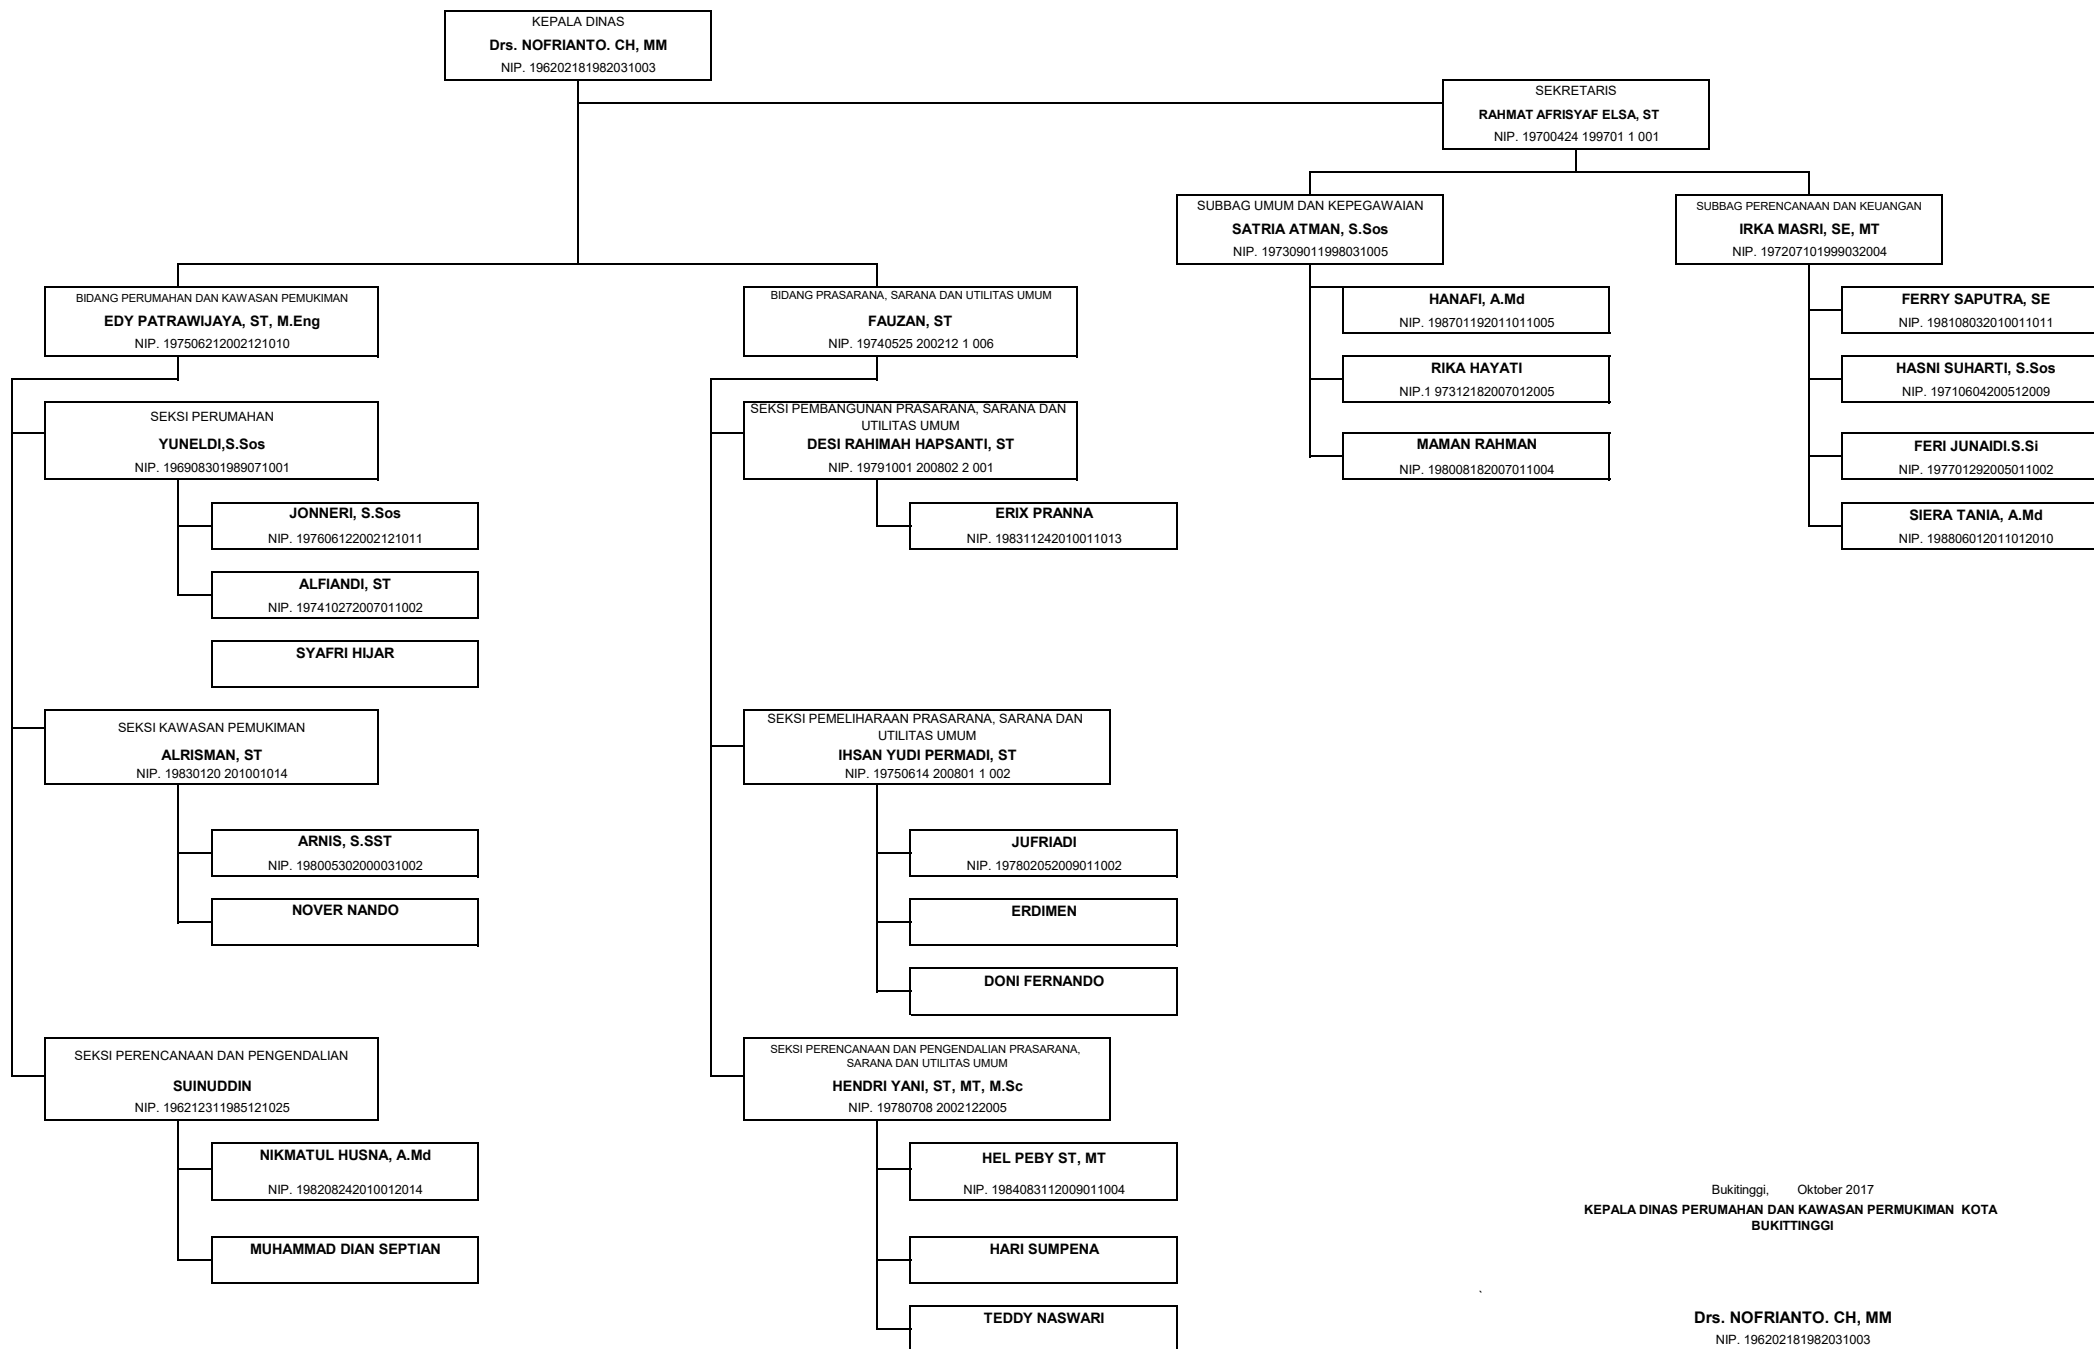 KEPALA DINAS
Drs. NOFRIANTO. CH, MM
NIP. 196202181982031003
SEKRETARIS
RAHMAT AFRISYAF ELSA, ST
NIP. 19700424 199701 1 001
SUBBAG UMUM DAN KEPEGAWAIAN
SATRIA ATMAN, S.Sos
NIP. 197309011998031005
SUBBAG PERENCANAAN DAN KEUANGAN
IRKA MASRI, SE, MT
NIP. 197207101999032004
HANAFI, A.Md
NIP. 198701192011011005
RIKA HAYATI
NIP.1 97312182007012005
MAMAN RAHMAN
NIP. 198008182007011004
FERRY SAPUTRA, SE
NIP. 198108032010011011
HASNI SUHARTI, S.Sos
NIP. 19710604200512009
FERI JUNAIDI.S.Si
NIP. 197701292005011002
SIERA TANIA, A.Md
NIP. 198806012011012010
BIDANG PERUMAHAN DAN KAWASAN PEMUKIMAN
EDY PATRAWIJAYA, ST, M.Eng
NIP. 197506212002121010
SEKSI PERUMAHAN
YUNELDI,S.Sos
NIP. 196908301989071001
JONNERI, S.Sos
NIP. 197606122002121011
ALFIANDI, ST
NIP. 197410272007011002
SYAFRI HIJAR
SEKSI KAWASAN PEMUKIMAN
ALRISMAN, ST
NIP. 19830120 201001014
ARNIS, S.SST
NIP. 198005302000031002
NOVER NANDO
SEKSI PERENCANAAN DAN PENGENDALIAN
SUINUDDIN
NIP. 196212311985121025
NIKMATUL HUSNA, A.Md
NIP. 198208242010012014
MUHAMMAD DIAN SEPTIAN
BIDANG PRASARANA, SARANA DAN UTILITAS UMUM
FAUZAN, ST
NIP. 19740525 200212 1 006
SEKSI PEMBANGUNAN PRASARANA, SARANA DAN
UTILITAS UMUM
DESI RAHIMAH HAPSANTI, ST
NIP. 19791001 200802 2 001
ERIX PRANNA
NIP. 198311242010011013
SEKSI PEMELIHARAAN PRASARANA, SARANA DAN
UTILITAS UMUM
IHSAN YUDI PERMADI, ST
NIP. 19750614 200801 1 002
JUFRIADI
NIP. 197802052009011002
ERDIMEN
DONI FERNANDO
SEKSI PERENCANAAN DAN PENGENDALIAN PRASARANA,
SARANA DAN UTILITAS UMUM
HENDRI YANI, ST, MT, M.Sc
NIP. 19780708 2002122005
HEL PEBY ST, MT
NIP. 198408311200901​1004
HARI SUMPENA
TEDDY NASWARI
Bukitinggi, Oktober 2017
KEPALA DINAS PERUMAHAN DAN KAWASAN PERMUKIMAN KOTA
BUKITTINGGI
`
Drs. NOFRIANTO. CH, MM
NIP. 196202181982031003